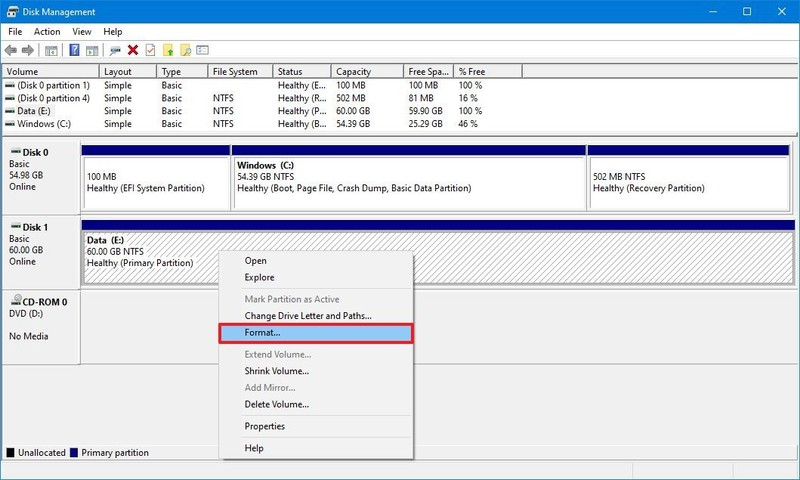 Disk Management
File Action View Help
Volume Layout Type File System Status Capacity Free Spa... % Free
(Disk 0 partition 1) Simple Basic Healthy (E... 100 MB 100 MB 100 %
(Disk 0 partition 4) Simple Basic NTFS Healthy (R... 502 MB 81 MB 16 %
Data (E:) Simple Basic NTFS Healthy (P... 60.00 GB 59.90 GB 100 %
Windows (C:) Simple Basic NTFS Healthy (B... 54.39 GB 25.29 GB 46 %
Disk 0
Basic
54.98 GB
Online
100 MB
Healthy (EFI System Partition)
Windows (C:)
54.39 GB NTFS
Healthy (Boot, Page File, Crash Dump, Basic Data Partition)
502 MB NTFS
Healthy (Recovery Partition)
Disk 1
Basic
60.00 GB
Online
Data (E:)
60.00 GB NTFS
Healthy (Primary Partition)
CD-ROM 0
DVD (D:)
No Media
Open
Explore
Mark Partition as Active
Change Drive Letter and Paths...
Format...
Extend Volume...
Shrink Volume...
Add Mirror...
Delete Volume...
Properties
Help
Unallocated Primary partition